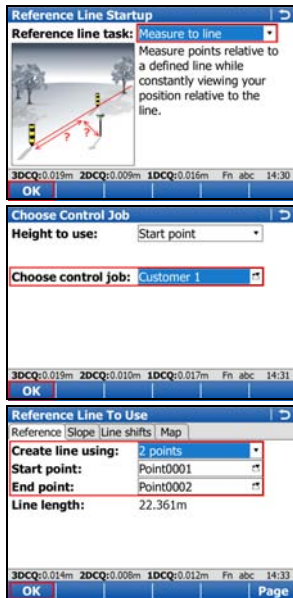 Reference Line Startup
Reference line task: Measure to line
Measure points relative to a defined line while constantly viewing your position relative to the line.
? ?
3DCQ:0.019m 2DCQ:0.009m 1DCQ:0.016m Fn abc 14:30
OK
Choose Control Job
Height to use: Start point
Choose control job: Customer 1
3DCQ:0.019m 2DCQ:0.010m 1DCQ:0.017m Fn abc 14:31
OK
Reference Line To Use
Reference Slope Line shifts Map
Create line using: 2 points
Start point: Point0001
End point: Point0002
Line length: 22.361m
3DCQ:0.014m 2DCQ:0.008m 1DCQ:0.012m Fn abc 14:33
OK Page